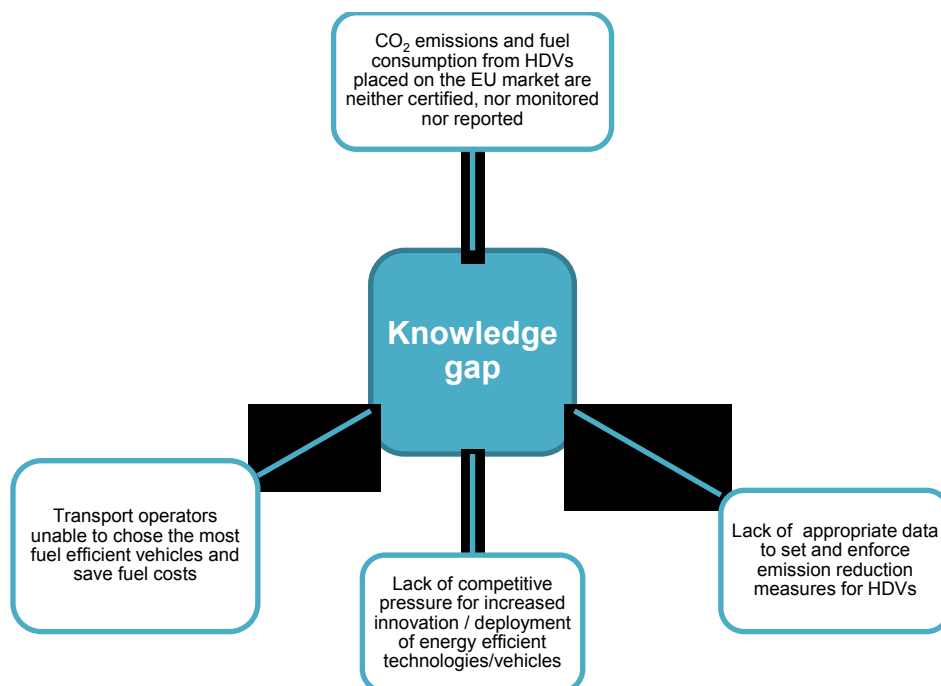 CO₂ emissions and fuel
consumption from HDVs
placed on the EU market are
neither certified, nor monitored
nor reported
Knowledge
gap
Transport operators
unable to chose the most
fuel efficient vehicles and
save fuel costs
Lack of competitive
pressure for increased
innovation / deployment
of energy efficient
technologies/vehicles
Lack of  appropriate data
to set and enforce
emission reduction
measures for HDVs